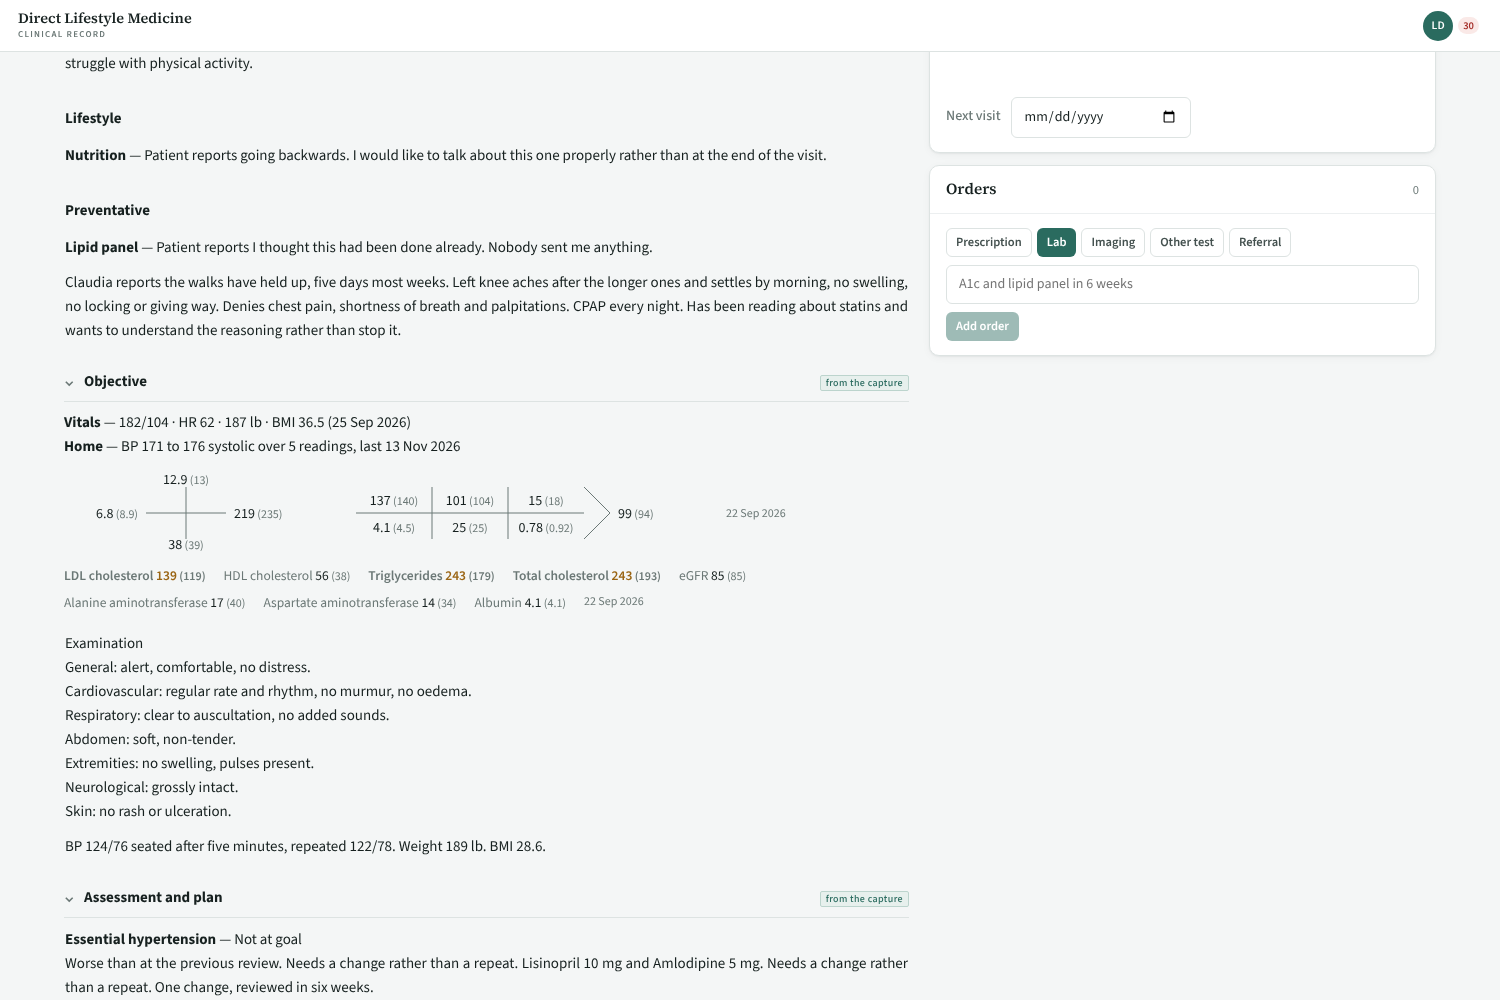 Direct Lifestyle Medicine
CLINICAL RECORD
LD
30
struggle with physical activity.
Lifestyle
Nutrition — Patient reports going backwards. I would like to talk about this one properly rather than at the end of the visit.
Preventative
Lipid panel — Patient reports I thought this had been done already. Nobody sent me anything.
Claudia reports the walks have held up, five days most weeks. Left knee aches after the longer ones and settles by morning, no swelling,
no locking or giving way. Denies chest pain, shortness of breath and palpitations. CPAP every night. Has been reading about statins and
wants to understand the reasoning rather than stop it.
Objective
from the capture
Vitals — 182/104 · HR 62 · 187 lb · BMI 36.5 (25 Sep 2026)
Home — BP 171 to 176 systolic over 5 readings, last 13 Nov 2026
12.9 (13)
6.8 (8.9)
219 (235)
38 (39)
137 (140)
101 (104)
15 (18)
4.1 (4.5)
25 (25)
0.78 (0.92)
99 (94)
22 Sep 2026
LDL cholesterol 139 (119) HDL cholesterol 56 (38) Triglycerides 243 (179) Total cholesterol 243 (193) eGFR 85 (85)
Alanine aminotransferase 17 (40) Aspartate aminotransferase 14 (34) Albumin 4.1 (4.1) 22 Sep 2026
Examination
General: alert, comfortable, no distress.
Cardiovascular: regular rate and rhythm, no murmur, no oedema.
Respiratory: clear to auscultation, no added sounds.
Abdomen: soft, non-tender.
Extremities: no swelling, pulses present.
Neurological: grossly intact.
Skin: no rash or ulceration.
BP 124/76 seated after five minutes, repeated 122/78. Weight 189 lb. BMI 28.6.
Assessment and plan
from the capture
Essential hypertension — Not at goal
Worse than at the previous review. Needs a change rather than a repeat. Lisinopril 10 mg and Amlodipine 5 mg. Needs a change rather
than a repeat. One change, reviewed in six weeks.
Next visit
mm/dd/yyyy
Orders
0
Prescription
Lab
Imaging
Other test
Referral
A1c and lipid panel in 6 weeks
Add order